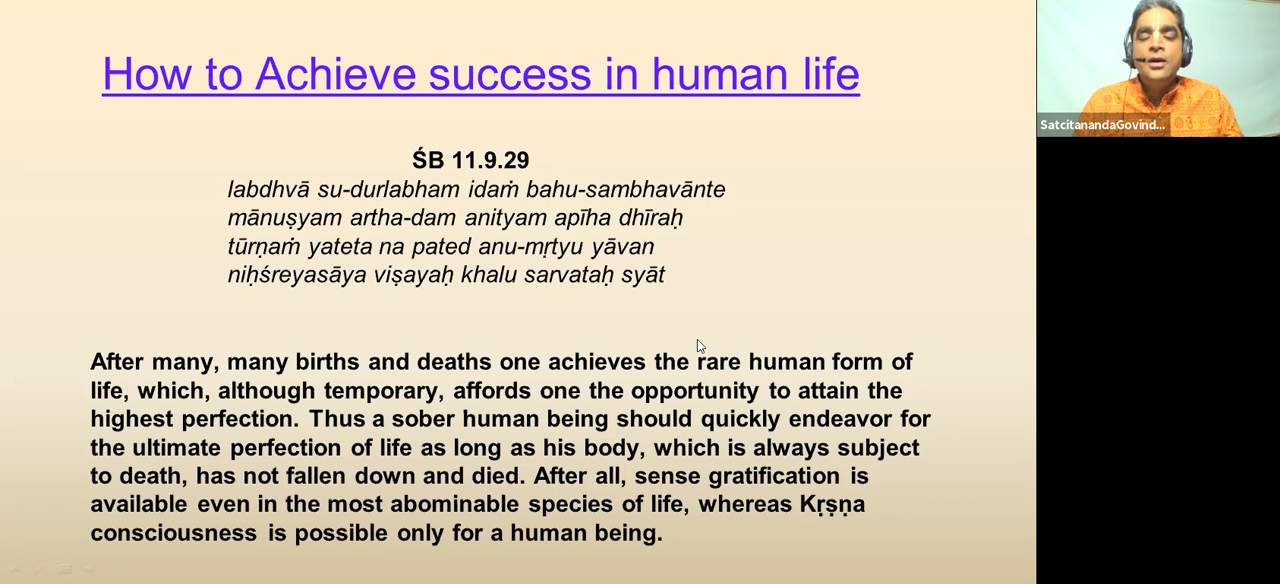 How to Achieve success in human life
ŚB 11.9.29
labdhvā su-durlabham idaṁ bahu-sambhavānte
mānuṣyam artha-dam anityam apīha dhīraḥ
tūrṇaṁ yateta na pated anu-mṛtyu yāvan
niḥśreyasāya viṣayaḥ khalu sarvataḥ syāt
After many, many births and deaths one achieves the rare human form of
life, which, although temporary, affords one the opportunity to attain the
highest perfection. Thus a sober human being should quickly endeavor for
the ultimate perfection of life as long as his body, which is always subject
to death, has not fallen down and died. After all, sense gratification is
available even in the most abominable species of life, whereas Kṛṣṇa
consciousness is possible only for a human being.
SatcitanandaGovind...